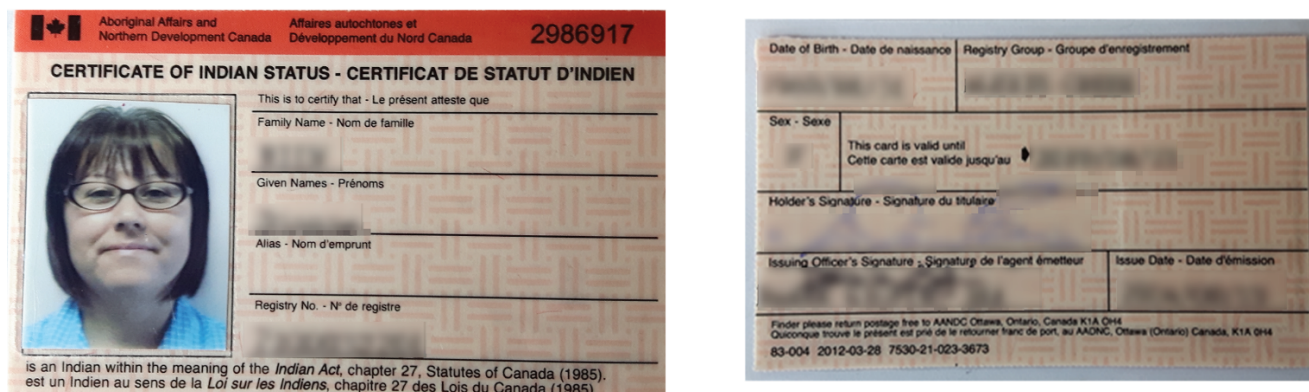 Aboriginal Affairs and
Northern Development Canada
Affaires autochtones et
Développement du Nord Canada
2986917
CERTIFICATE OF INDIAN STATUS - CERTIFICAT DE STATUT D'INDIEN
This is to certify that - Le présent atteste que
Family Name - Nom de famille
Given Names - Prénoms
Alias - Nom d'emprunt
Registry No. - Nº de registre
is an Indian within the meaning of the Indian Act, chapter 27, Statutes of Canada (1985).
est un Indien au sens de la Loi sur les Indiens, chapitre 27 des Lois du Canada (1985)
Date of Birth - Date de naissance
Registry Group - Groupe d'enregistrement
Sex - Sexe
This card is valid until
Cette carte est valide jusqu'au
Holder's Signature - Signature du titulaire
Issuing Officer's Signature - Signature de l'agent émetteur
Issue Date - Date d'émission
Finder please return postage free to AANDC Ottawa, Ontario, Canada K1A 0H4
Quiconque trouve le présent est prié de le retourner franc de port, au AADNC, Ottawa (Ontario) Canada, K1A 0H4
83-004 2012-03-28 7530-21-023-3673